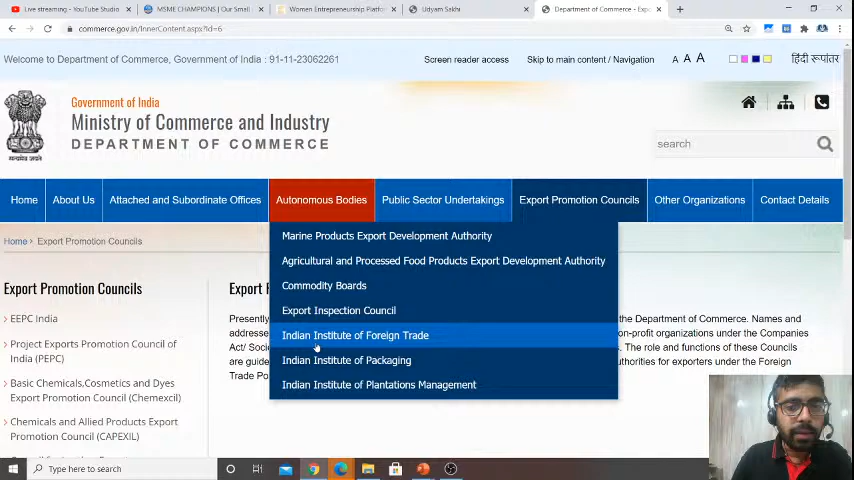 Live streaming - YouTube Studio
MSME CHAMPIONS | Our Small
Women Entrepreneurship Platfo
Udyam Sakhi
Department of Commerce - Exp
commerce.gov.in/InnerContent.aspx?Id=6
Welcome to Department of Commerce, Government of India: 91-11-23062261
Screen reader access
Skip to main content / Navigation
A A A
हिंदी रूपांतर
Government of India
Ministry of Commerce and Industry
DEPARTMENT OF COMMERCE
search
Home
About Us
Attached and Subordinate Offices
Autonomous Bodies
Public Sector Undertakings
Export Promotion Councils
Other Organizations
Contact Details
Marine Products Export Development Authority
Agricultural and Processed Food Products Export Development Authority
Commodity Boards
Export Inspection Council
Indian Institute of Foreign Trade
Indian Institute of Packaging
Indian Institute of Plantations Management
Home › Export Promotion Councils
Export Promotion Councils
EEPC India
Project Exports Promotion Council of
India (PEPC)
Basic Chemicals,Cosmetics and Dyes
Export Promotion Council (Chemexcil)
Chemicals and Allied Products Export
Promotion Council (CAPEXIL)
Export
Presently
the Department of Commerce. Names and
addresse
non-profit organizations under the Companies
Act/ Socie
The role and functions of these Councils
are guide
authorities for exporters under the Foreign
Trade Po
Type here to search